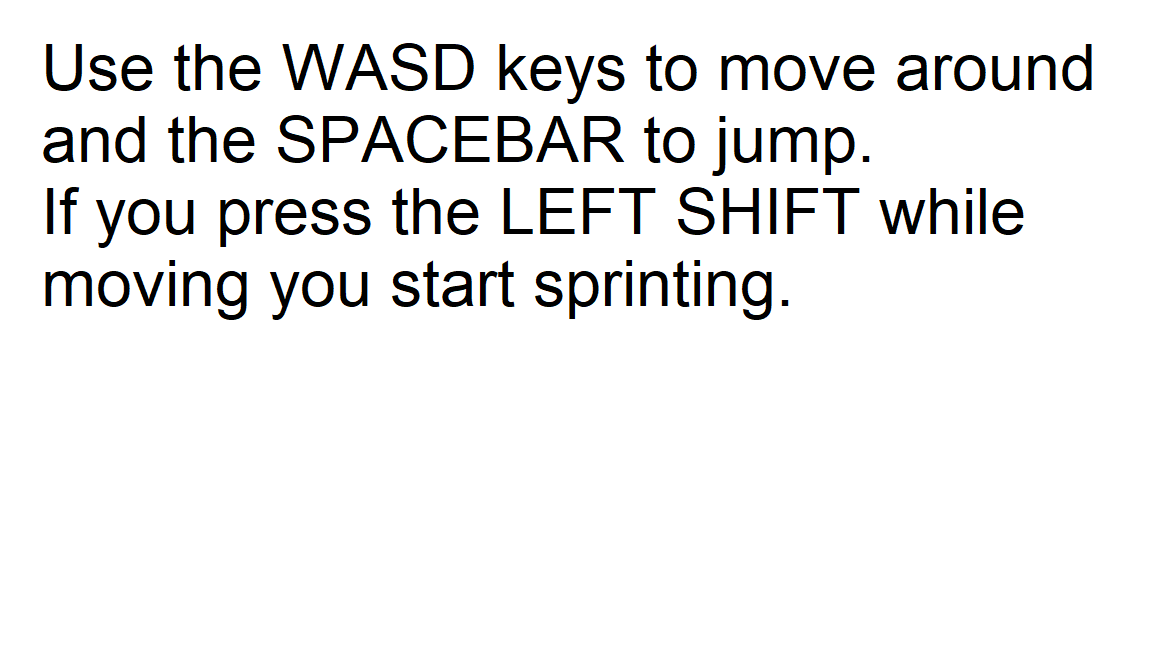 Use the WASD keys to move around
and the SPACEBAR to jump.
If you press the LEFT SHIFT while
moving you start sprinting.